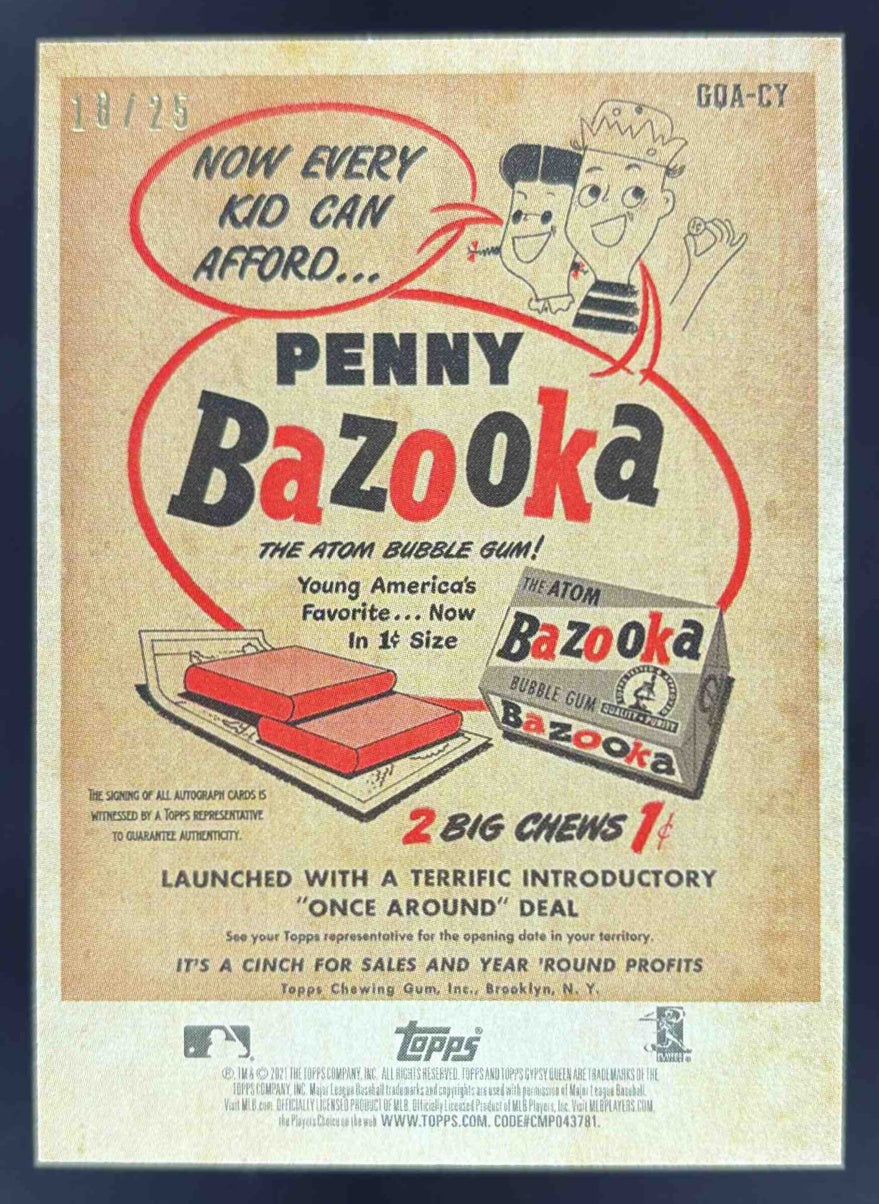 18/25
GQA-CY
NOW EVERY
KID CAN
AFFORD...
PENNY
Bazooka
THE ATOM BUBBLE GUM!
Young America's
Favorite... Now
In 1¢ Size
THE ATOM
Bazooka
BUBBLE GUM
QUALITY • PURITY
Bazooka
THE SIGNING OF ALL AUTOGRAPH CARDS IS
WITNESSED BY A TOPPS REPRESENTATIVE
TO GUARANTEE AUTHENTICITY.
2 BIG CHEWS 1¢
LAUNCHED WITH A TERRIFIC INTRODUCTORY
"ONCE AROUND" DEAL
See your Topps representative for the opening date in your territory.
IT'S A CINCH FOR SALES AND YEAR 'ROUND PROFITS
Topps Chewing Gum, Inc., Brooklyn, N. Y.
topps®
®, TM & © 2021 THE TOPPS COMPANY, INC. ALL RIGHTS RESERVED. TOPPS AND TOPPS GYPSY QUEEN ARE TRADEMARKS OF THE
TOPPS COMPANY, INC. Major League Baseball trademarks and copyrights are used with permission of Major League Baseball.
Visit MLB.com. OFFICIALLY LICENSED PRODUCT OF MLB. Officially Licensed Product of MLB Players, Inc. Visit MLBPLAYERS.COM,
the Players Choice on the web. WWW.TOPPS.COM. CODE#CMP043781.